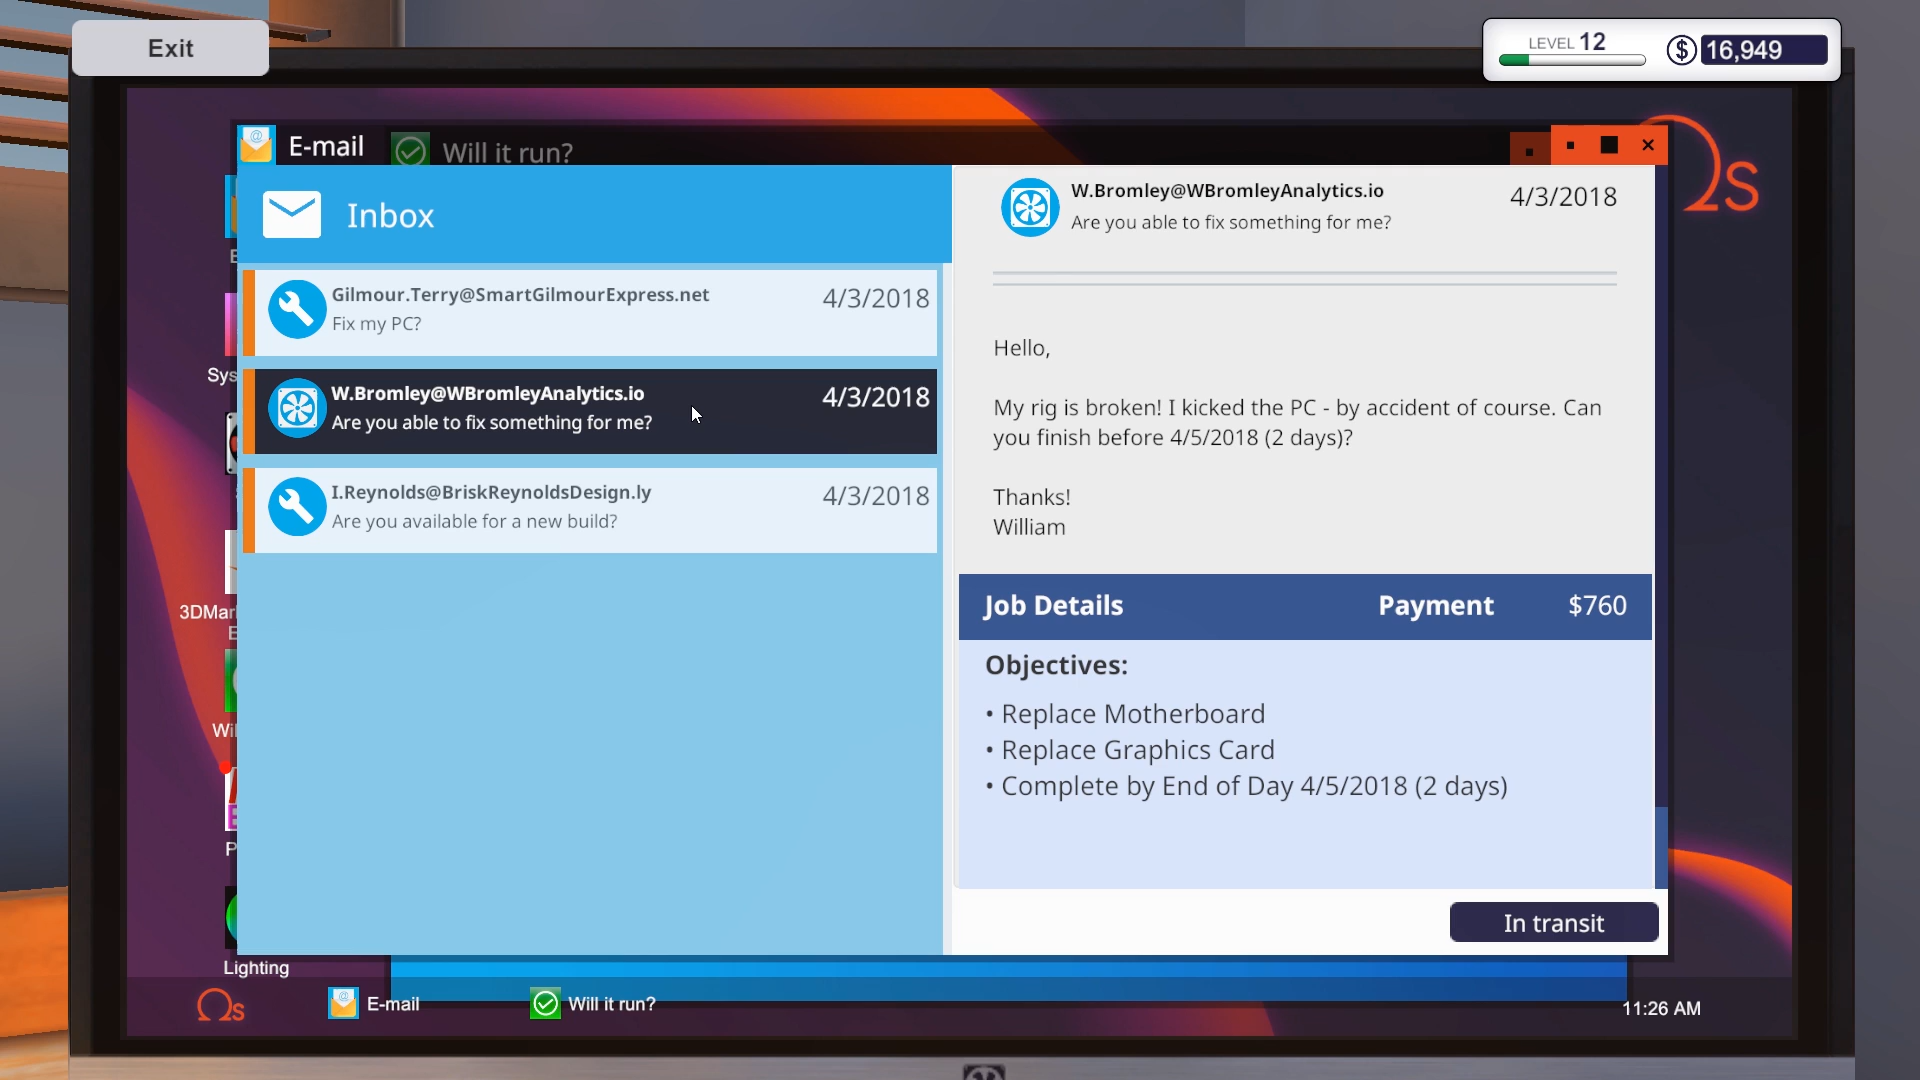 Exit
LEVEL 12
$ 16,949
E-mail
Will it run?
Inbox
Gilmour.Terry@SmartGilmourExpress.net
4/3/2018
Fix my PC?
W.Bromley@WBromleyAnalytics.io
4/3/2018
Are you able to fix something for me?
I.Reynolds@BriskReynoldsDesign.ly
4/3/2018
Are you available for a new build?
W.Bromley@WBromleyAnalytics.io
4/3/2018
Are you able to fix something for me?
Hello,
My rig is broken! I kicked the PC - by accident of course. Can
you finish before 4/5/2018 (2 days)?
Thanks!
William
Job Details
Payment
$760
Objectives:
• Replace Motherboard
• Replace Graphics Card
• Complete by End of Day 4/5/2018 (2 days)
In transit
Sys
3DMar
Wil
P
Lighting
Ωs
Ωs
E-mail
Will it run?
11:26 AM